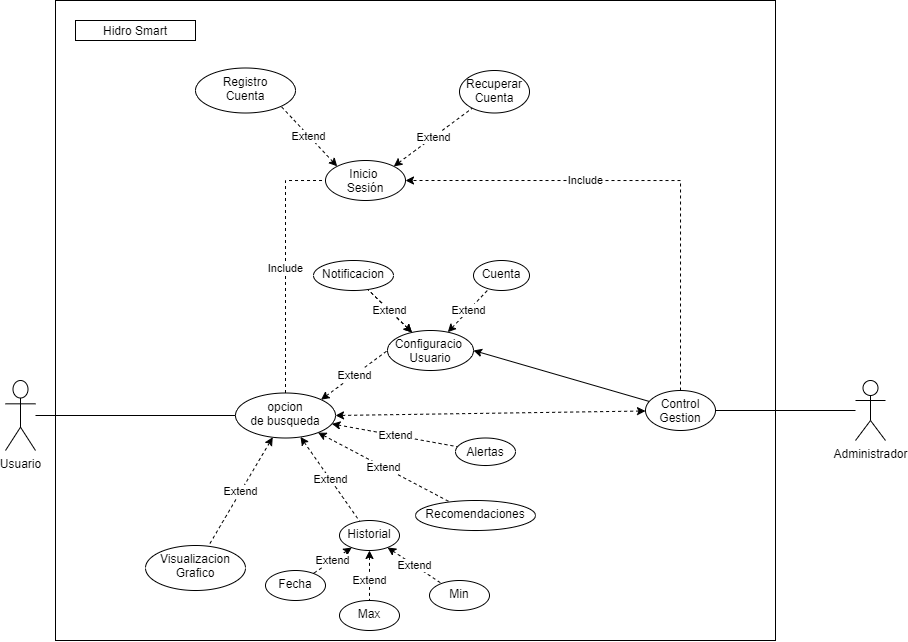 Hidro Smart
Registro
Cuenta
Recuperar
Cuenta
Extend
Extend
Inicio
Sesión
Include
Include
Notificacion
Cuenta
Extend
Extend
Configuracio
Usuario
Extend
opcion
de busqueda
Control
Gestion
Extend
Alertas
Usuario
Administrador
Extend
Extend
Extend
Recomendaciones
Historial
Visualizacion
Grafico
Extend
Extend
Extend
Fecha
Max
Min